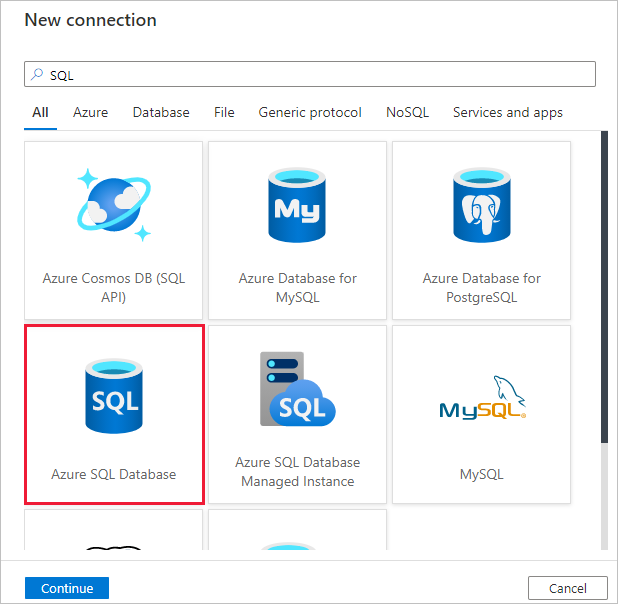 New connection
SQL
All Azure Database File Generic protocol NoSQL Services and apps
My
Azure Cosmos DB (SQL
API)
Azure Database for
MySQL
Azure Database for
PostgreSQL
SQL
SQL
MySQL®
Azure SQL Database
Azure SQL Database
Managed Instance
MySQL
Continue
Cancel